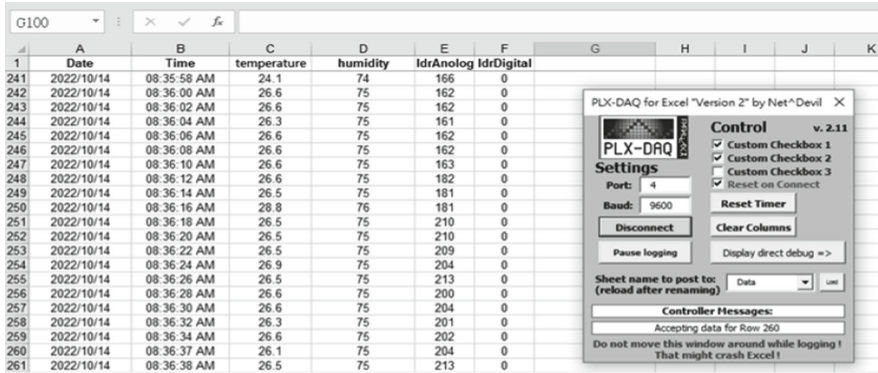 G100 fx
A B C D E F G H I J K
1 Date Time temperature humidity ldrAnolog ldrDigital
241 2022/10/14 08:35:58 AM 24.1 74 166 0
242 2022/10/14 08:36:00 AM 26.6 75 162 0
243 2022/10/14 08:36:02 AM 26.6 75 162 0
244 2022/10/14 08:36:04 AM 26.3 75 161 0
245 2022/10/14 08:36:06 AM 26.6 75 162 0
246 2022/10/14 08:36:08 AM 26.6 75 162 0
247 2022/10/14 08:36:10 AM 26.6 75 163 0
248 2022/10/14 08:36:12 AM 26.6 75 182 0
249 2022/10/14 08:36:14 AM 26.5 75 181 0
250 2022/10/14 08:36:16 AM 28.8 76 181 0
251 2022/10/14 08:36:18 AM 26.5 75 210 0
252 2022/10/14 08:36:20 AM 26.5 75 210 0
253 2022/10/14 08:36:22 AM 26.5 75 209 0
254 2022/10/14 08:36:24 AM 26.9 75 204 0
255 2022/10/14 08:36:26 AM 26.5 75 213 0
256 2022/10/14 08:36:28 AM 26.6 75 200 0
257 2022/10/14 08:36:30 AM 26.6 75 204 0
258 2022/10/14 08:36:32 AM 26.3 75 201 0
259 2022/10/14 08:36:34 AM 26.6 75 202 0
260 2022/10/14 08:36:37 AM 26.1 75 204 0
261 2022/10/14 08:36:38 AM 26.5 75 213 0
PLX-DAQ for Excel "Version 2" by Net^Devil
PLX-DAQ
PARALLAX
Control v. 2.11
Custom Checkbox 1
Custom Checkbox 2
Custom Checkbox 3
Reset on Connect
Settings
Port: 4
Baud: 9600
Reset Timer
Disconnect
Clear Columns
Pause logging
Display direct debug =>
Sheet name to post to:
(reload after renaming)
Data
Load
Controller Messages:
Accepting data for Row 260
Do not move this window around while logging !
That might crash Excel !